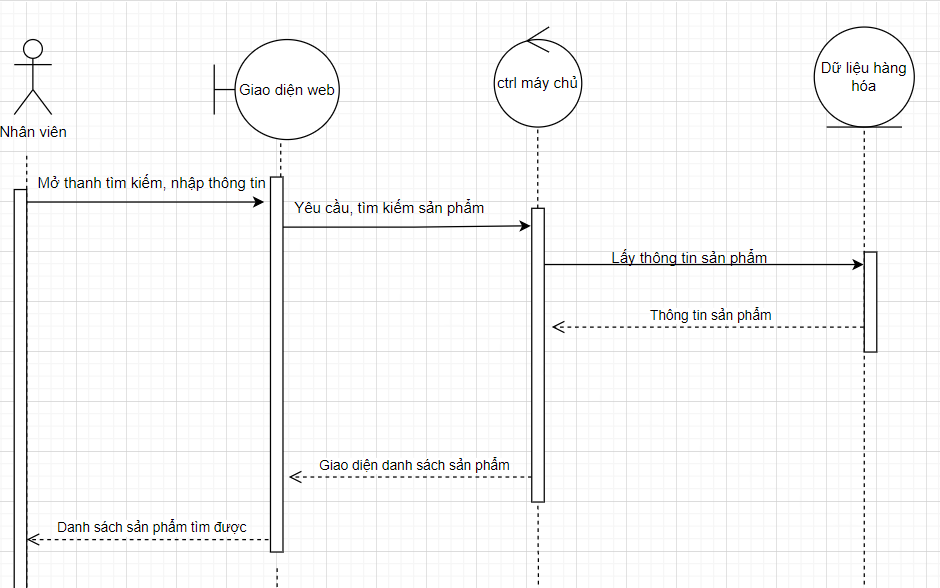 Giao diện web
ctrl máy chủ
Dữ liệu hàng
hóa
Nhân viên
Mở thanh tìm kiếm, nhập thông tin
Yêu cầu, tìm kiếm sản phẩm
Lấy thông tin sản phẩm
Thông tin sản phẩm
Giao diện danh sách sản phẩm
Danh sách sản phẩm tìm được